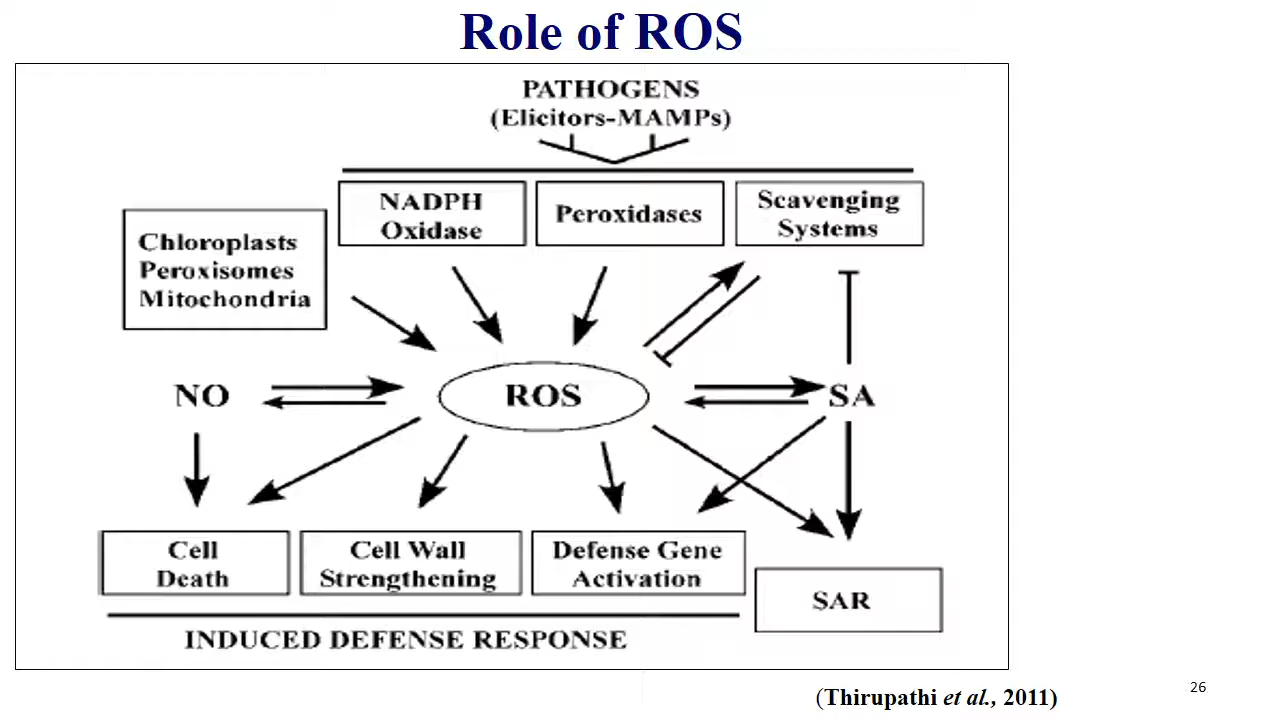 Role of ROS
PATHOGENS
(Elicitors-MAMPs)
NADPH
Oxidase
Peroxidases
Scavenging
Systems
Chloroplasts
Peroxisomes
Mitochondria
NO
ROS
SA
Cell
Death
Cell Wall
Strengthening
Defense Gene
Activation
SAR
INDUCED DEFENSE RESPONSE
(Thirupathi et al., 2011)
26